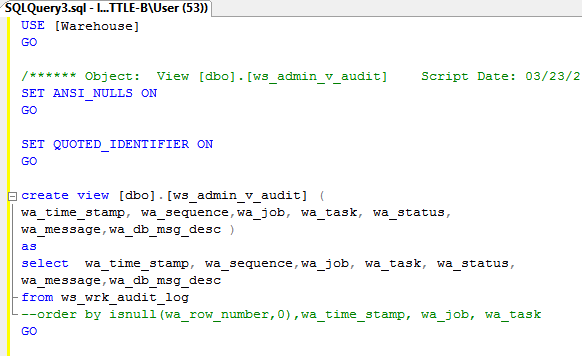 SQLQuery3.sql - l...TTLE-B\User (53))
USE [Warehouse]
GO
/****** Object:  View [dbo].[ws_admin_v_audit]    Script Date: 03/23/2
SET ANSI_NULLS ON
GO
SET QUOTED_IDENTIFIER ON
GO
create view [dbo].[ws_admin_v_audit] (
wa_time_stamp, wa_sequence,wa_job, wa_task, wa_status,
wa_message,wa_db_msg_desc )
as
select  wa_time_stamp, wa_sequence,wa_job, wa_task, wa_status,
wa_message,wa_db_msg_desc
from ws_wrk_audit_log
--order by isnull(wa_row_number,0),wa_time_stamp, wa_job, wa_task
GO